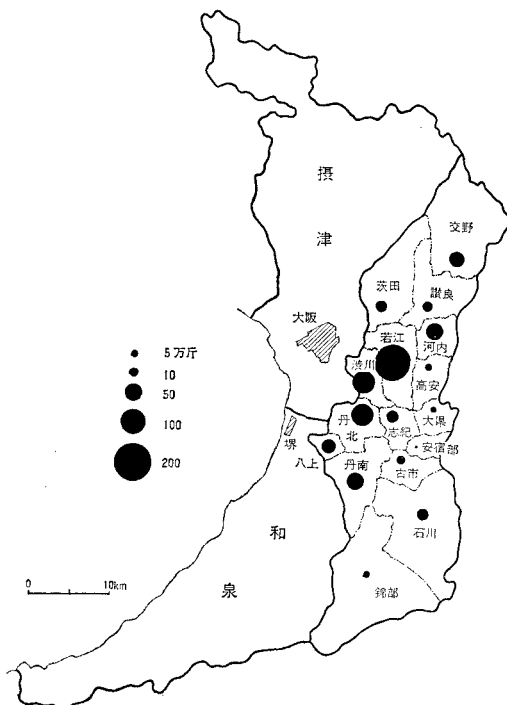 摂
津
交野
茨田
讃良
大阪
若江
河内
渋川
高安
5万斤
10
50
100
200
丹
北
志紀
大県
堺
八上
丹南
安宿部
古市
和
泉
石川
錦部
0 10km